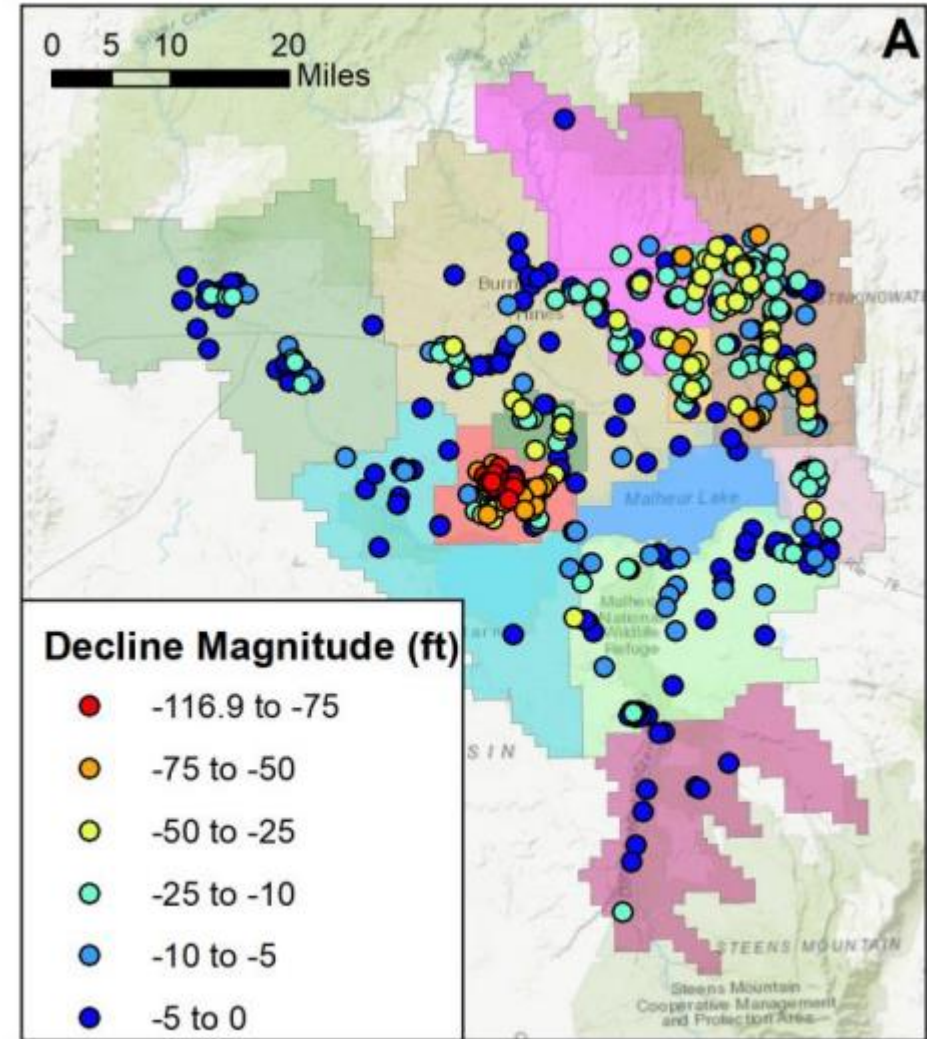 A
0 5 10 20
Miles
STINKINGWATE
Malheur Lake
Malheur
National
Wildlife
Refuge
Decline Magnitude (ft)
-116.9 to -75
-75 to -50
-50 to -25
-25 to -10
-10 to -5
-5 to 0
SIN
STEENS MOUNTAIN
Steens Mountain
Cooperative Management
and Protection Area